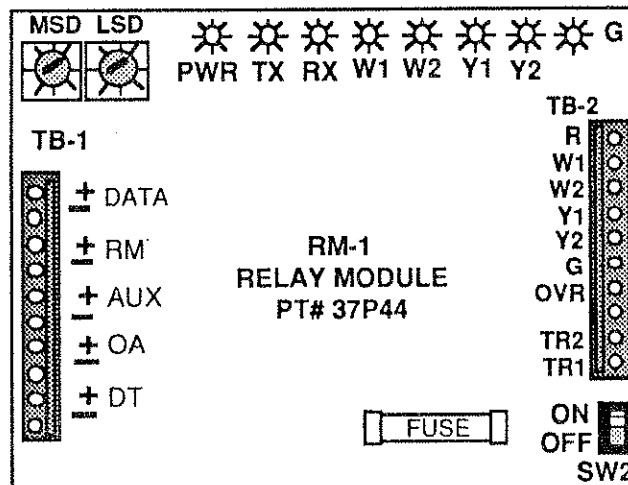 MSD LSD
G
PWR TX RX W1 W2 Y1 Y2
TB-1
+ DATA
+ RM
+ AUX
+ OA
+ DT
RM-1
RELAY MODULE
PT# 37P44
FUSE
TB-2
R
W1
W2
Y1
Y2
G
OVR
TR2
TR1
ON
OFF
SW2